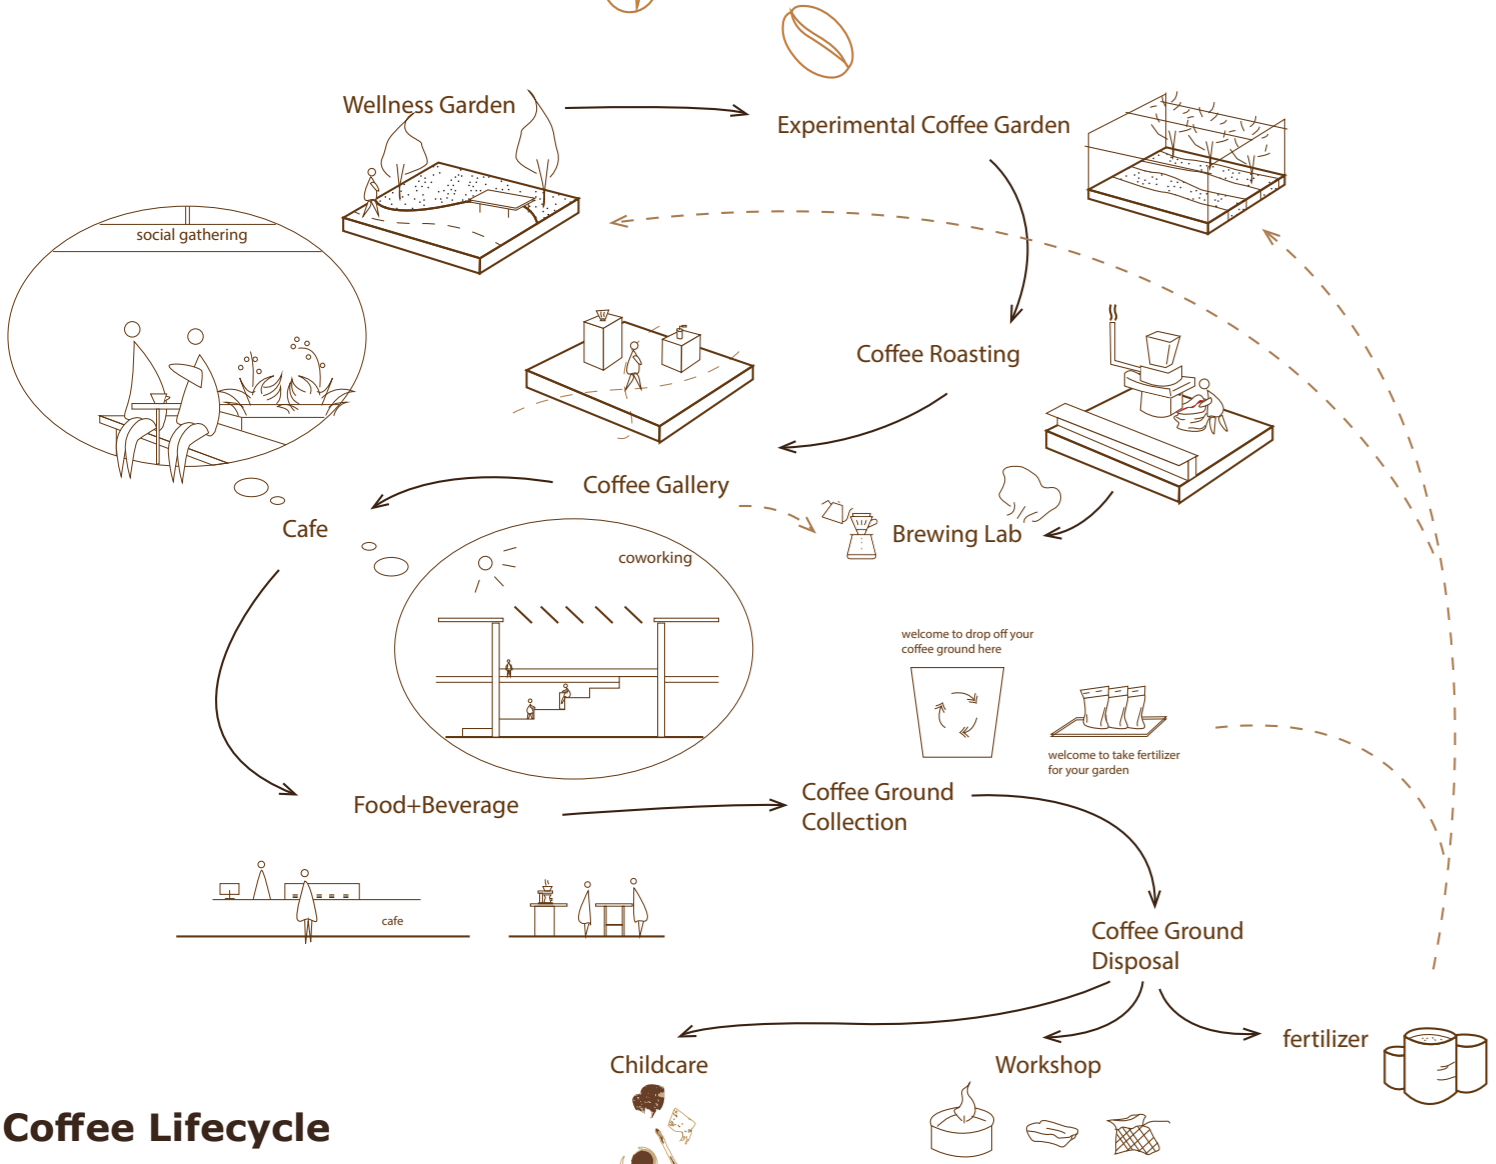 Wellness Garden
Experimental Coffee Garden
social gathering
Coffee Roasting
Coffee Gallery
Cafe
Brewing Lab
coworking
welcome to drop off your
coffee ground here
welcome to take fertilizer
for your garden
Food+Beverage
Coffee Ground
Collection
cafe
Coffee Ground
Disposal
Childcare
Workshop
fertilizer
Coffee Lifecycle